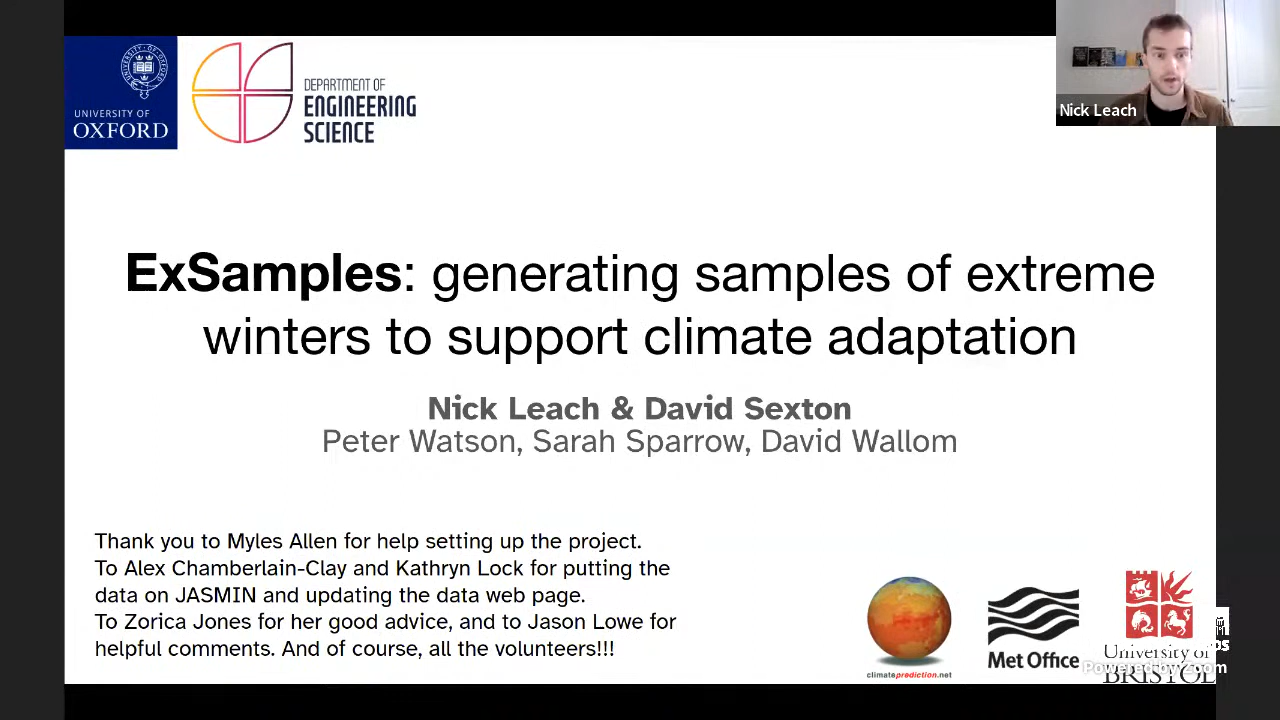 UNIVERSITY OF
OXFORD
DEPARTMENT OF
ENGINEERING
SCIENCE
Nick Leach
ExSamples: generating samples of extreme
winters to support climate adaptation
Nick Leach & David Sexton
Peter Watson, Sarah Sparrow, David Wallom
Thank you to Myles Allen for help setting up the project.
To Alex Chamberlain-Clay and Kathryn Lock for putting the
data on JASMIN and updating the data web page.
To Zorica Jones for her good advice, and to Jason Lowe for
helpful comments. And of course, all the volunteers!!!
climateprediction.net
Met Office
University of
BRISTOL
Powered by Zoom